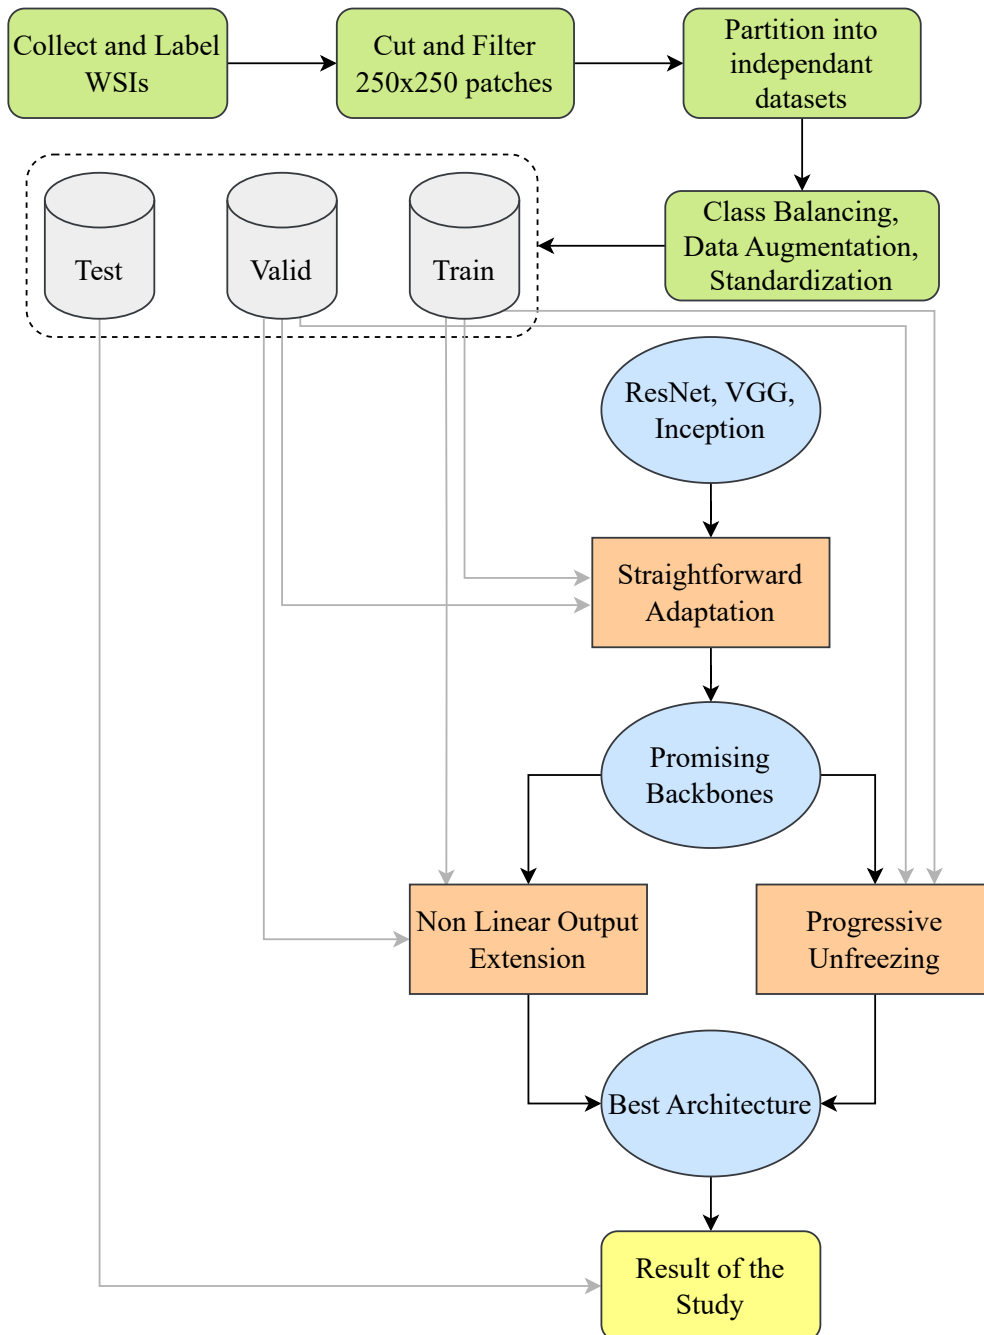 Collect and Label
WSIs
Cut and Filter
250x250 patches
Partition into
independant
datasets
Class Balancing,
Data Augmentation,
Standardization
Test
Valid
Train
ResNet, VGG,
Inception
Straightforward
Adaptation
Promising
Backbones
Non Linear Output
Extension
Progressive
Unfreezing
Best Architecture
Result of the
Study